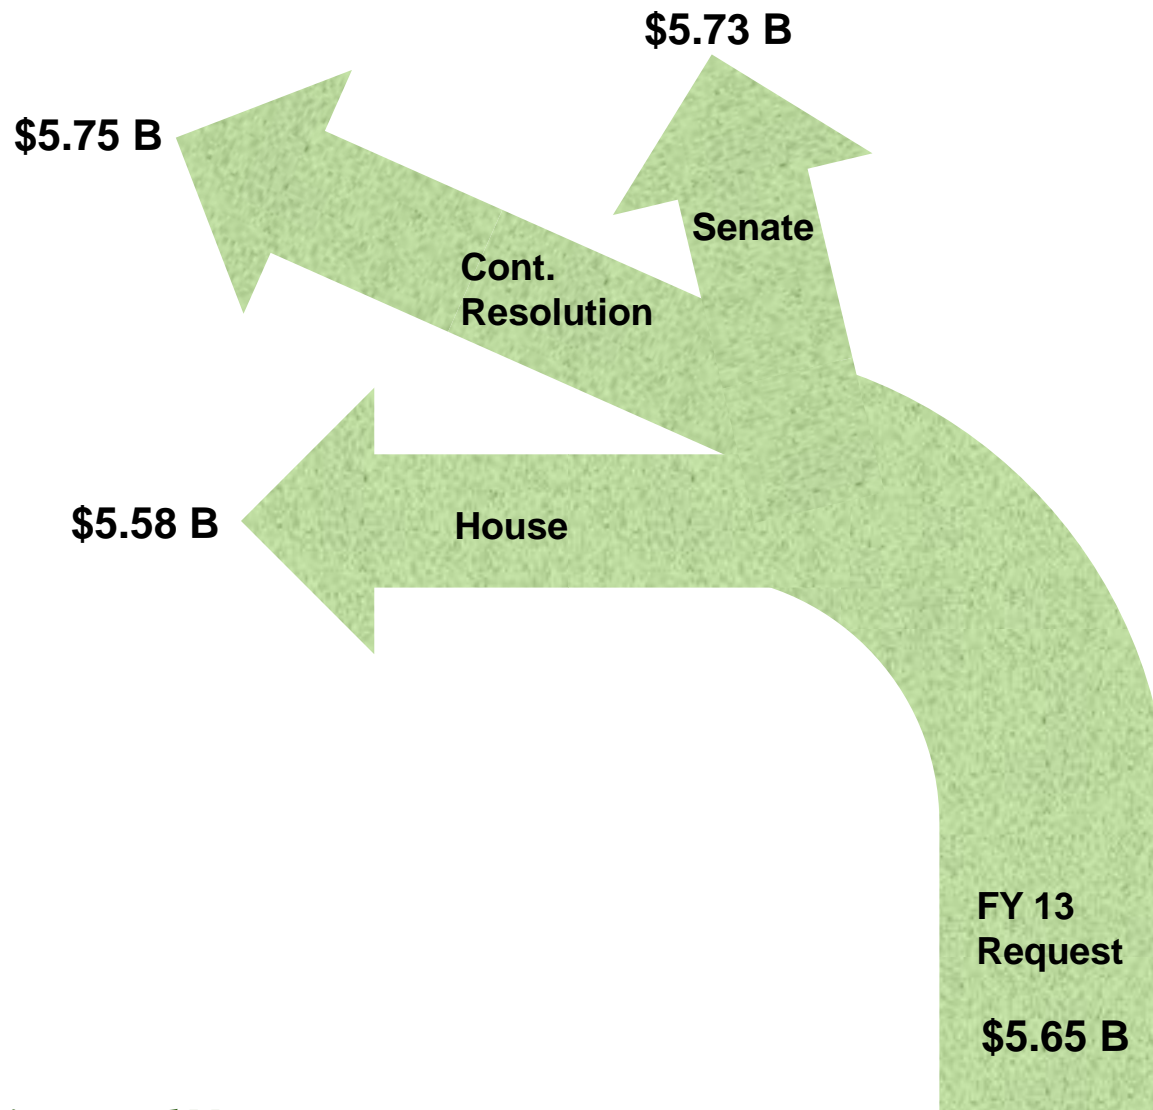 $5.73 B
$5.75 B
Senate
Cont.
Resolution
$5.58 B
House
FY 13
Request
$5.65 B